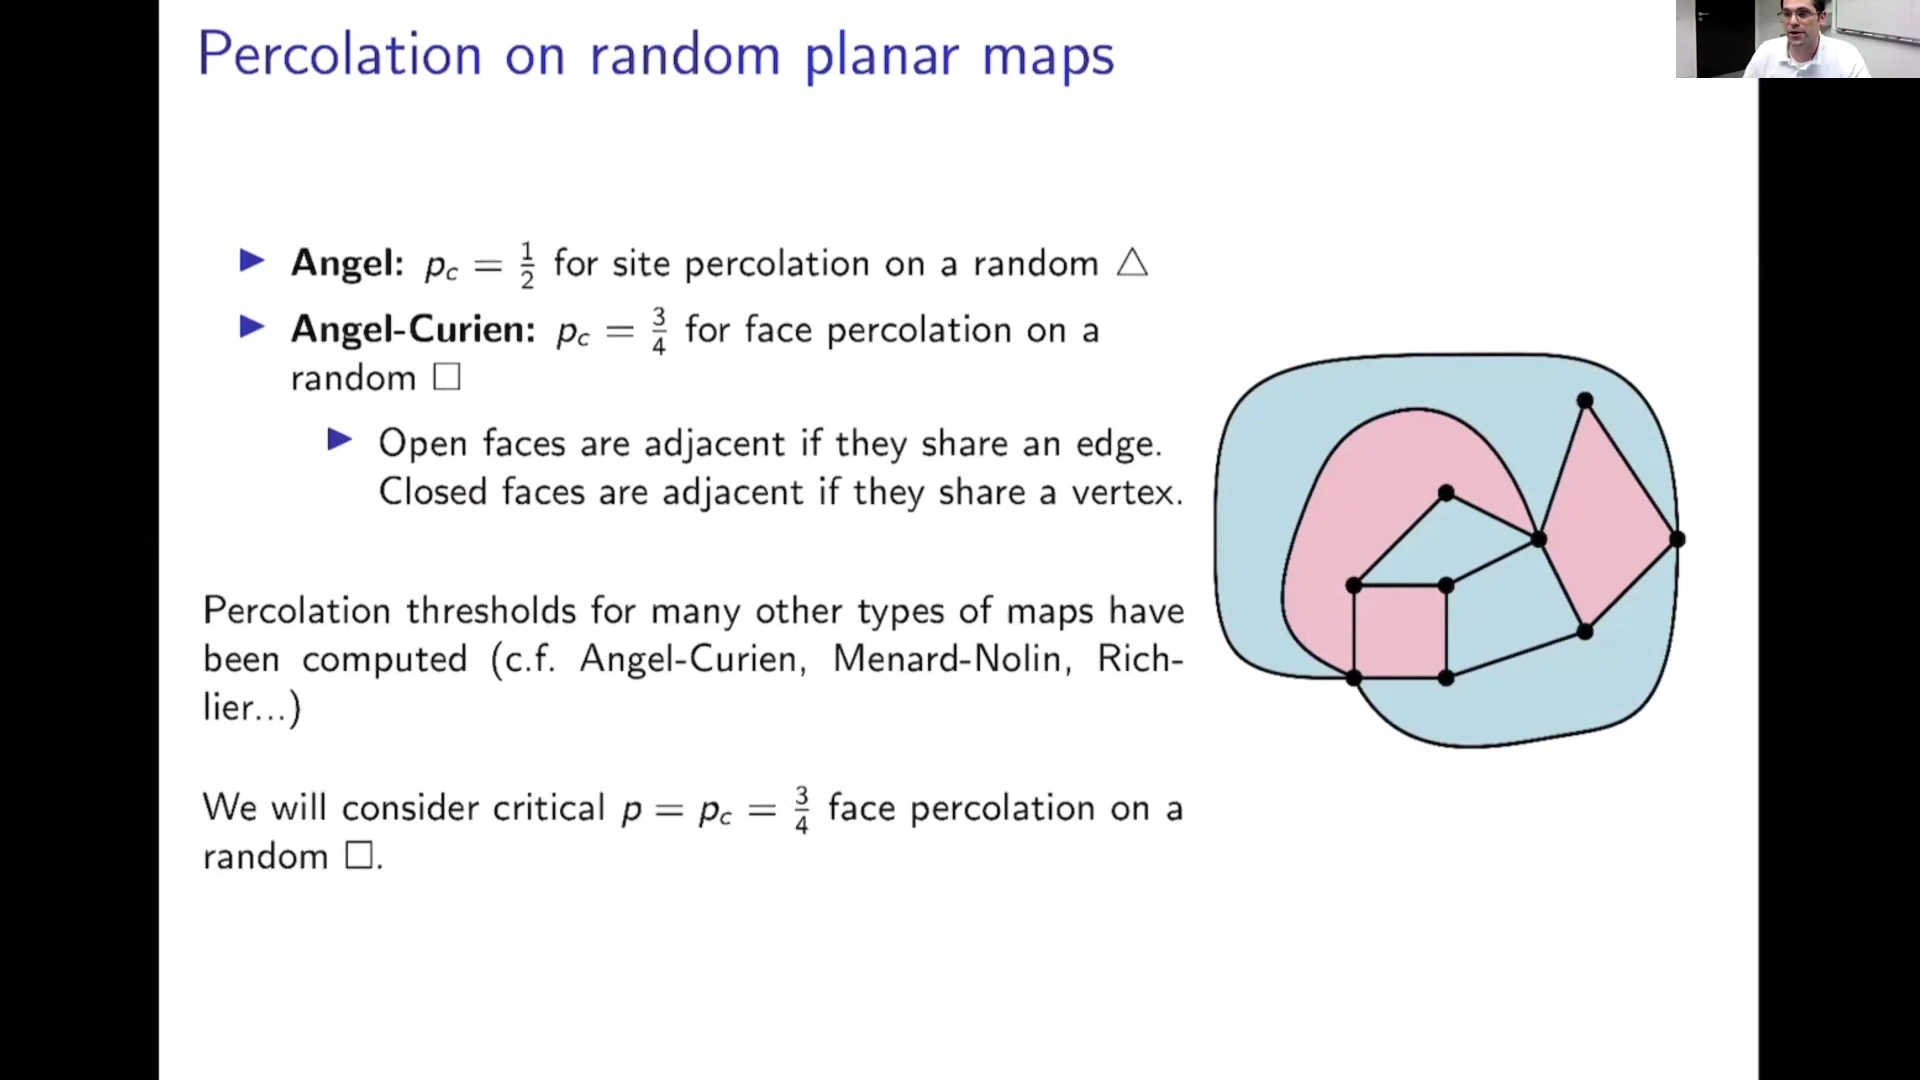 Percolation on random planar maps
▶ Angel: p_c = 1/2 for site percolation on a random △
▶ Angel-Curien: p_c = 3/4 for face percolation on a
random □
▶ Open faces are adjacent if they share an edge.
Closed faces are adjacent if they share a vertex.
Percolation thresholds for many other types of maps have
been computed (c.f. Angel-Curien, Menard-Nolin, Rich-
lier...)
We will consider critical p = p_c = 3/4 face percolation on a
random □.